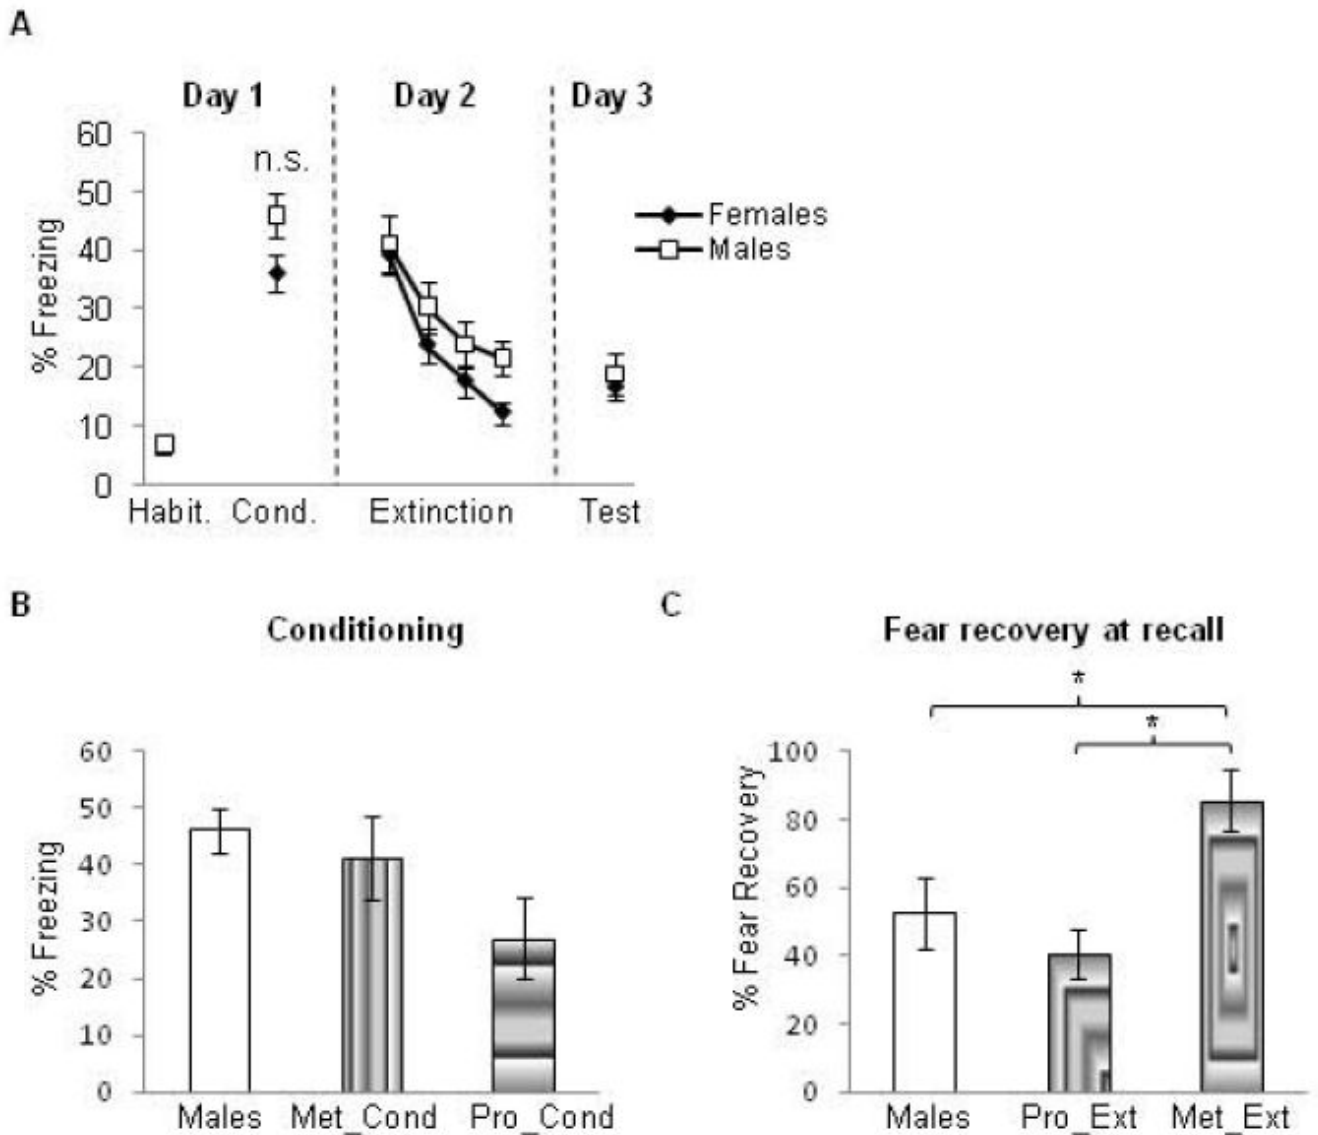 A
Day 1
Day 2
Day 3
60
50
40
30
20
10
0
% Freezing
n.s.
Females
Males
Habit.
Cond.
Extinction
Test
B
Conditioning
60
50
40
30
20
10
0
% Freezing
Males
Met_Cond
Pro_Cond
C
Fear recovery at recall
*
*
100
80
60
40
20
0
% Fear Recovery
Males
Pro_Ext
Met_Ext